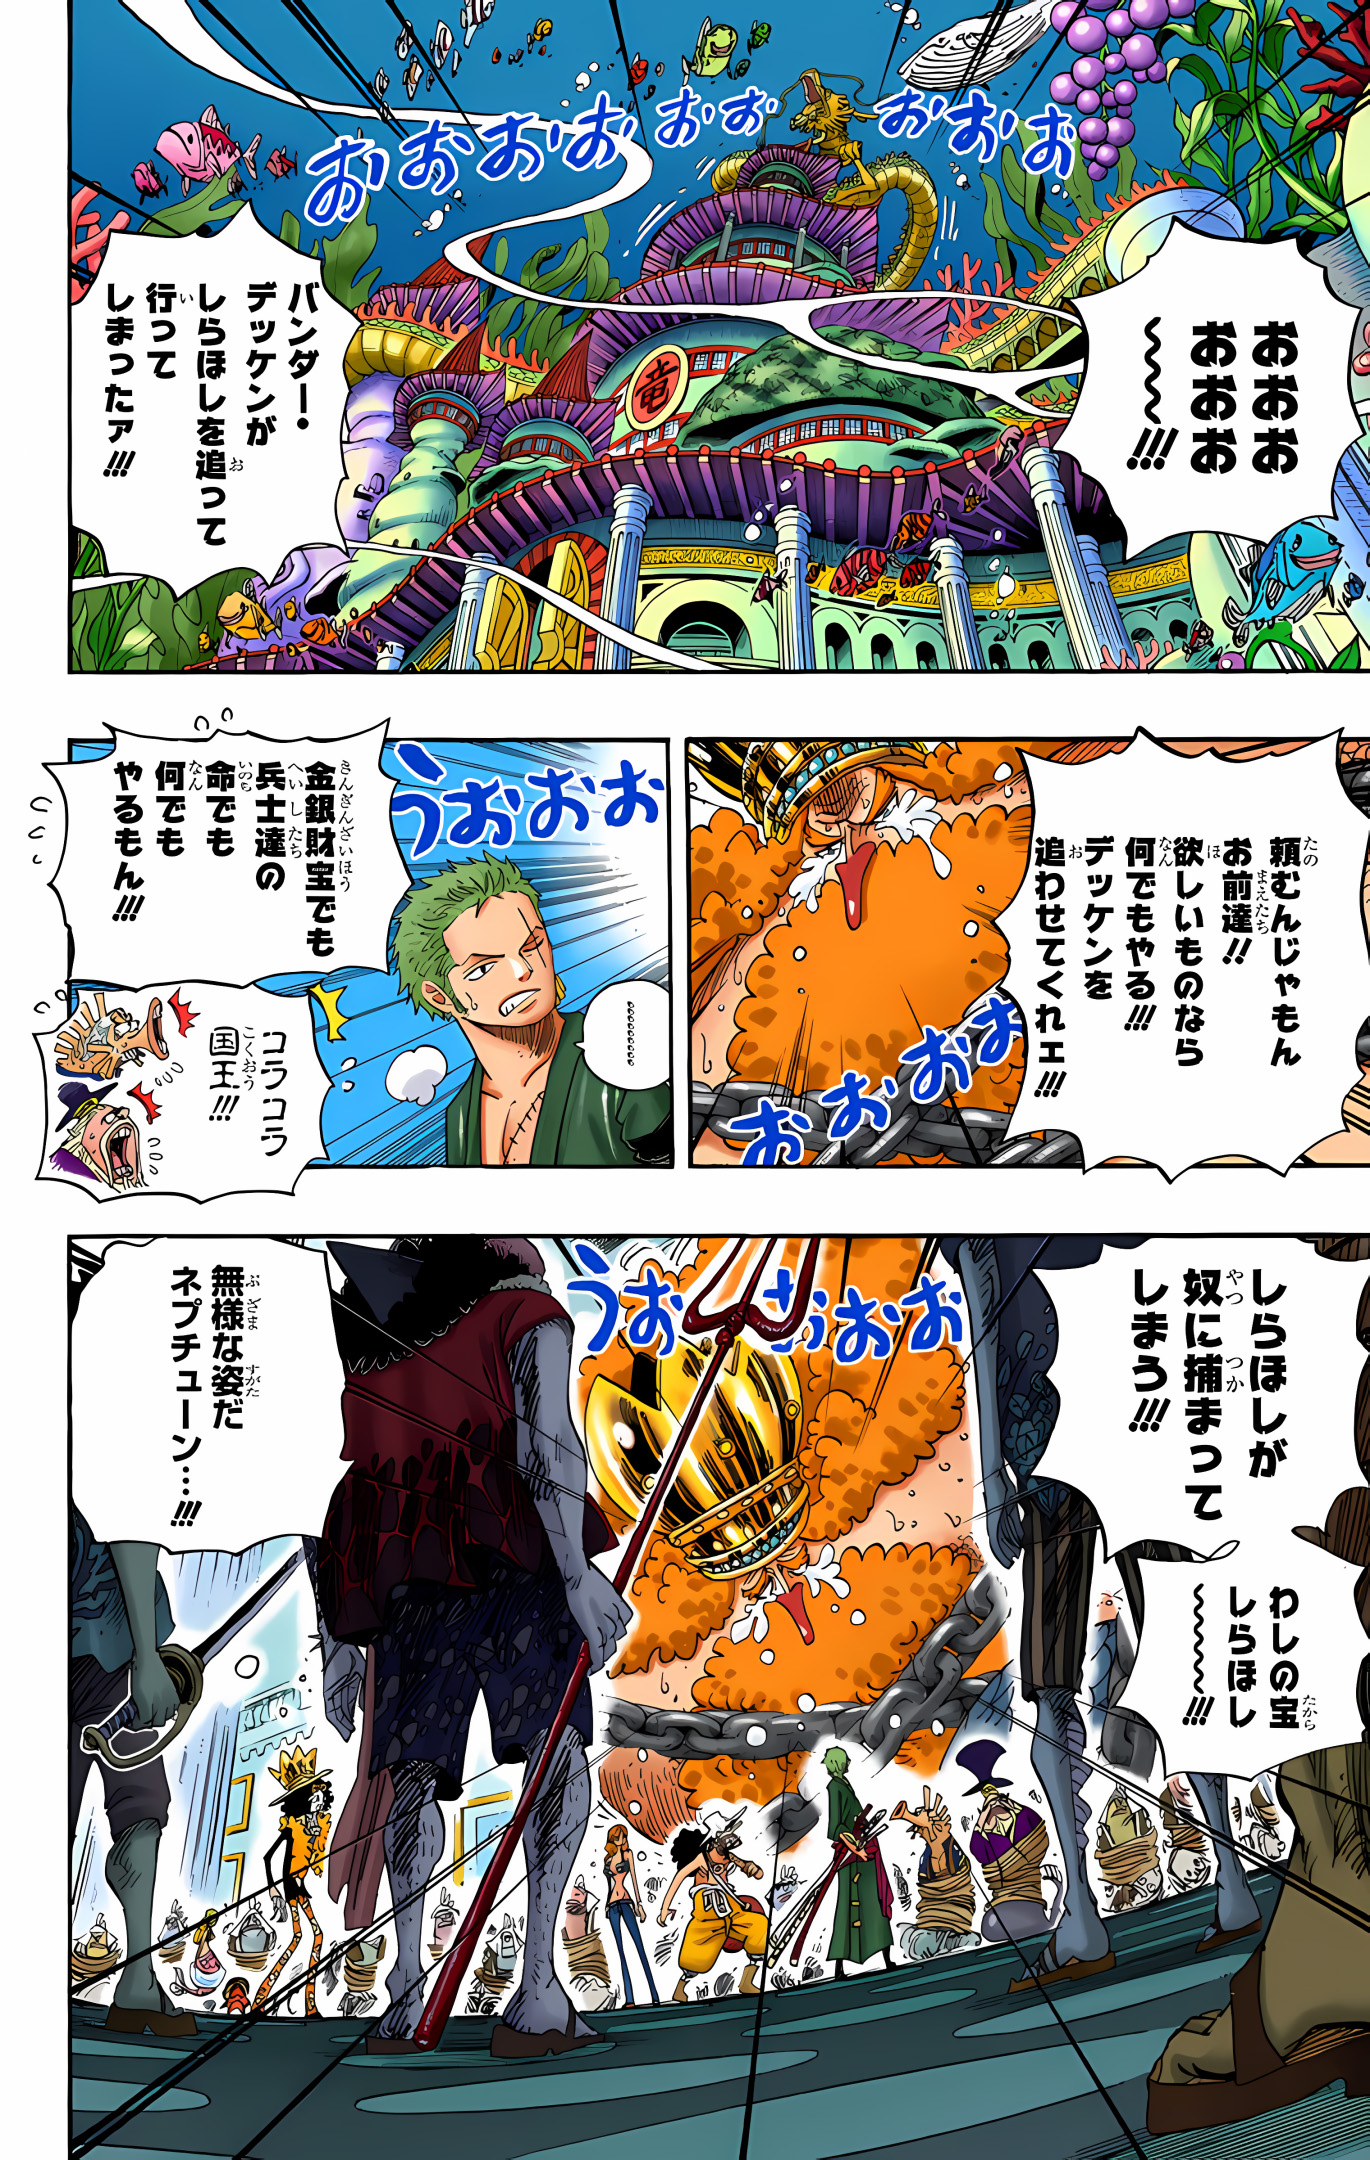 おおお
おおお
〰!!!
おおおお
おおお
おおお
竜
バンダー・
デッケンが
しらほしを追って
行って
しまったァ!!!
頼むんじゃもん
お前達!!
欲しいものなら
何でもやる!!!
デッケンを
追わせてくれェ!!!
おおおお
うおおお
………
金銀財宝でも
兵士達の
命でも
何でも
やるもん!!!
コラコラ
国王!!!
しらほしが
奴に捕まって
しまう!!!
わしの宝
しらほし
〰!!!
うお
おおおお
無様な姿だ
ネプチューン…!!!